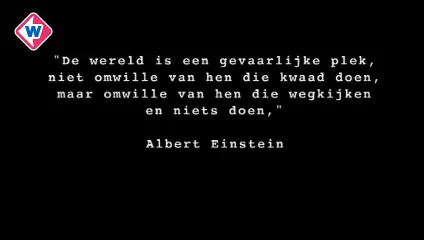 W
"De wereld is een gevaarlijke plek,
niet omwille van hen die kwaad doen,
maar omwille van hen die wegkijken
en niets doen,"
Albert Einstein